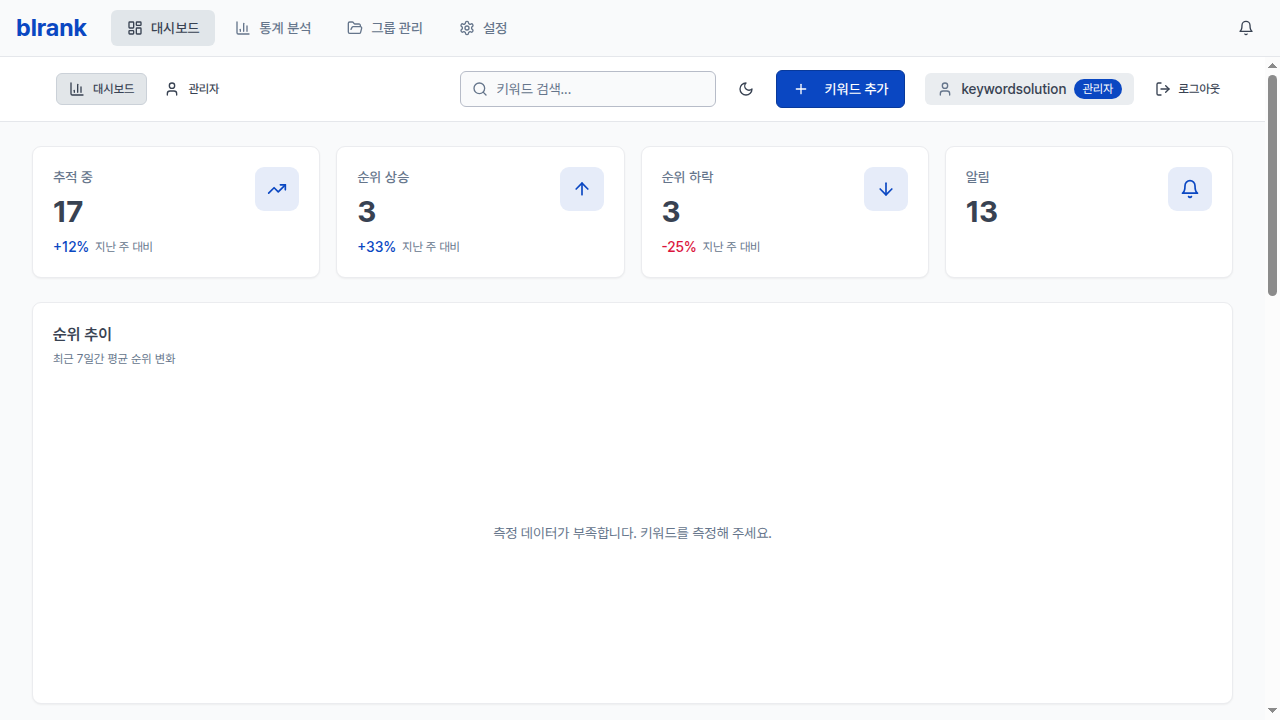 blrank 대시보드 통계 분석 그룹 관리 설정
대시보드 관리자 키워드 검색... 키워드 추가 keywordsolution 관리자 로그아웃
추적 중
17
+12% 지난 주 대비
순위 상승
3
+33% 지난 주 대비
순위 하락
3
-25% 지난 주 대비
알림
13
순위 추이
최근 7일간 평균 순위 변화
측정 데이터가 부족합니다. 키워드를 측정해 주세요.